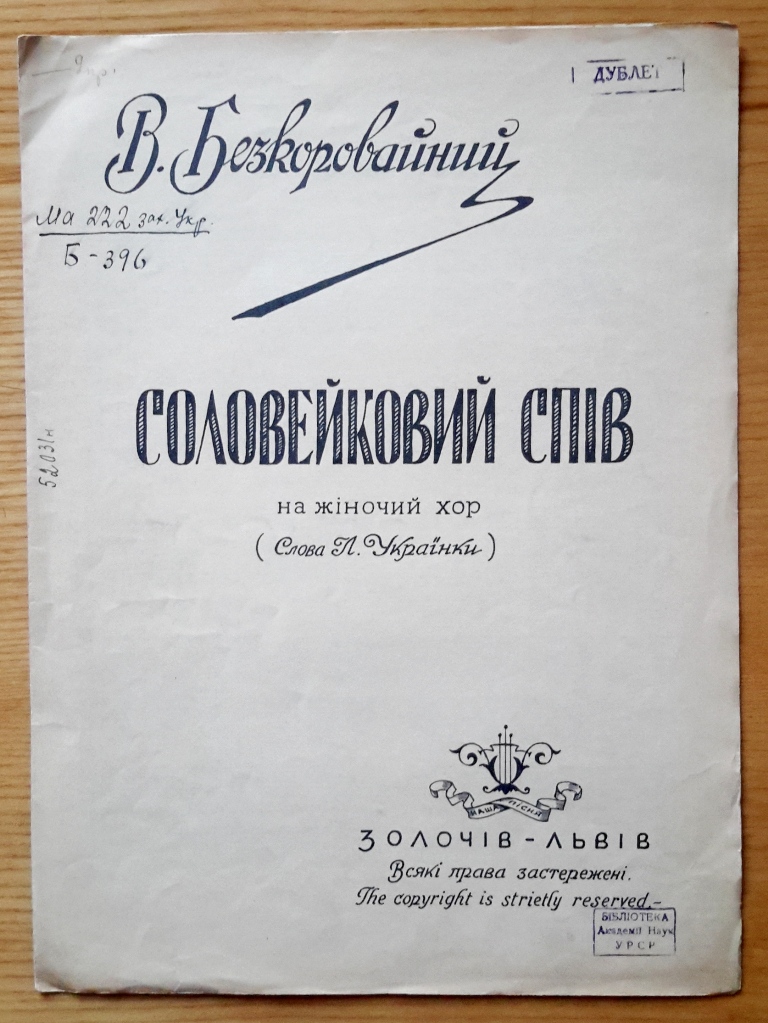 ДУБЛЕТ
В. Безкоровайний
Ма 222 зах. Укр.
Б-396
СОЛОВЕЙКОВИЙ СПІВ
52031н
на жіночий хор
(Слова Л. Українки)
НАША ПІСНЯ
ЗОЛОЧІВ-ЛЬВІВ
Всякі права застережені.
The copyright is strietly reserved.-
БІБЛІОТЕКА
Академії Наук
УРСР